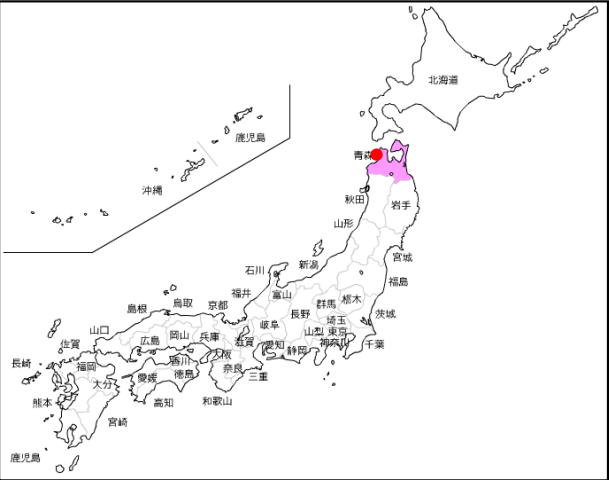 北海道
鹿児島
青森
沖縄
秋田
岩手
山形
宮城
新潟
石川
福島
福井
富山
群馬
栃木
鳥取
京都
島根
長野
埼玉
茨城
岐阜
山口
広島
岡山
兵庫
滋賀
愛知
山梨
東京
佐賀
静岡
神奈川
千葉
大阪
長崎
福岡
香川
奈良
三重
大分
愛媛
徳島
熊本
高知
和歌山
宮崎
鹿児島